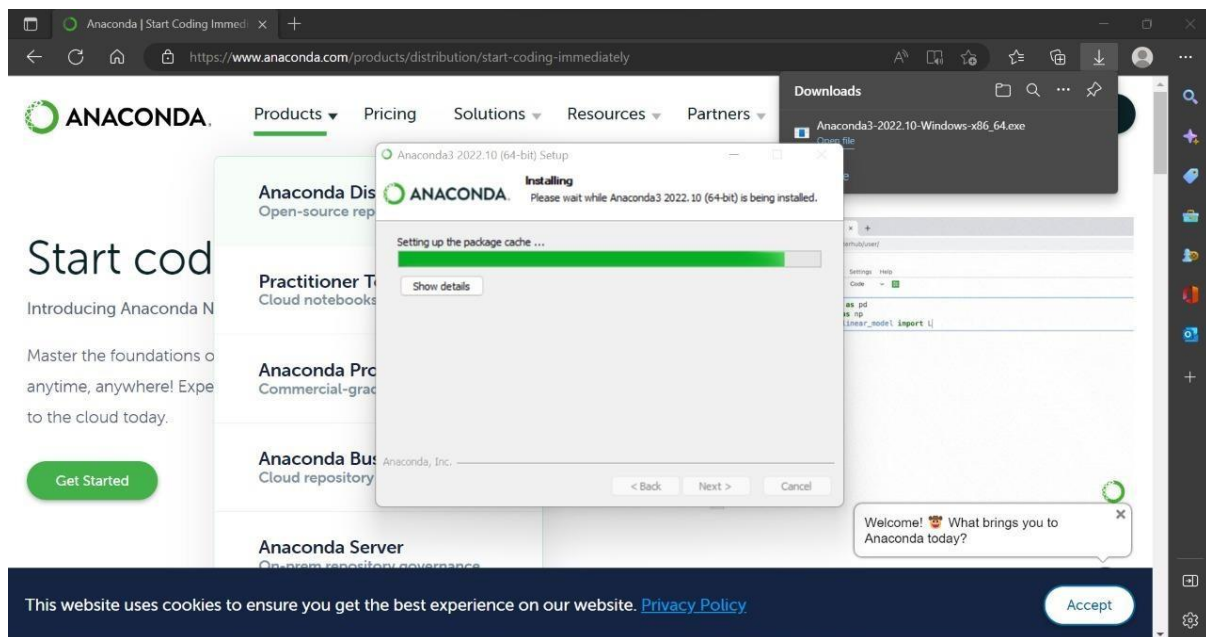 Anaconda | Start Coding Immedi
https://www.anaconda.com/products/distribution/start-coding-immediately
ANACONDA.
Products
Pricing
Solutions
Resources
Partners
Downloads
Anaconda3-2022.10-Windows-x86_64.exe
Open file
Anaconda3 2022.10 (64-bit) Setup
ANACONDA.
Installing
Please wait while Anaconda3 2022.10 (64-bit) is being installed.
Setting up the package cache ...
Show details
Anaconda, Inc.
< Back
Next >
Cancel
Anaconda Dis
Open-source rep
Practitioner T
Cloud notebooks
Anaconda Pro
Commercial-grad
Anaconda Bus
Cloud repository
Anaconda Server
On-prem repository governance
Start cod
Introducing Anaconda N
Master the foundations o
anytime, anywhere! Expe
to the cloud today.
Get Started
Settings Help
Code
as pd
as np
linear_model import L
Welcome! What brings you to
Anaconda today?
This website uses cookies to ensure you get the best experience on our website. Privacy Policy
Accept